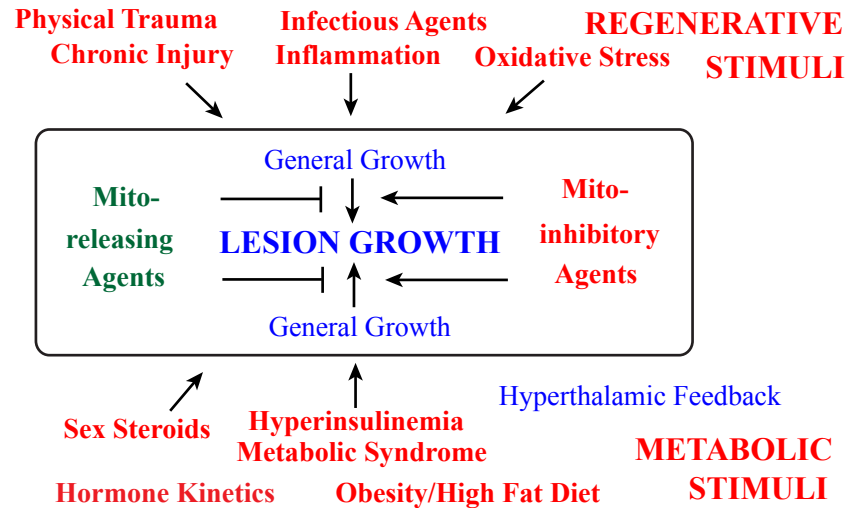 Physical Trauma
Chronic Injury
Infectious Agents
Inflammation
Oxidative Stress
REGENERATIVE
STIMULI
General Growth
Mito-
releasing
Agents
LESION GROWTH
Mito-
inhibitory
Agents
General Growth
Sex Steroids
Hyperinsulinemia
Metabolic Syndrome
Hyperthalamic Feedback
Hormone Kinetics
Obesity/High Fat Diet
METABOLIC
STIMULI